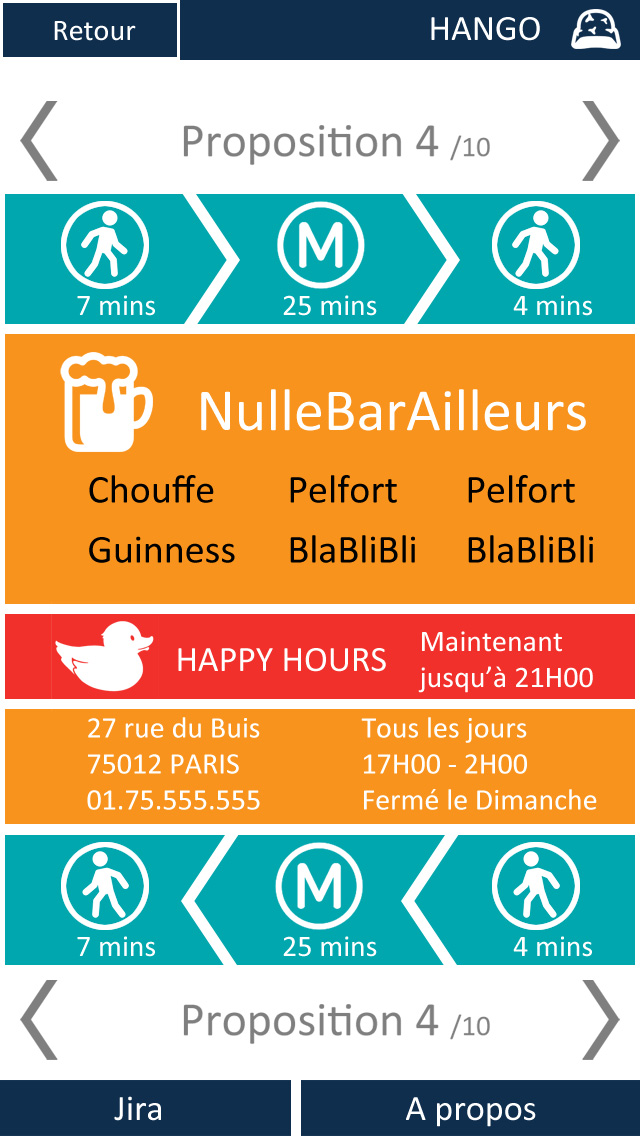 Retour
HANGO
Proposition 4 /10
M
7 mins
25 mins
4 mins
NulleBarAilleurs
Chouffe
Pelfort
Pelfort
Guinness
BlaBliBli
BlaBliBli
HAPPY HOURS
Maintenant
jusqu’à 21H00
27 rue du Buis
75012 PARIS
01.75.555.555
Tous les jours
17H00 - 2H00
Fermé le Dimanche
M
7 mins
25 mins
4 mins
Proposition 4 /10
Jira
A propos